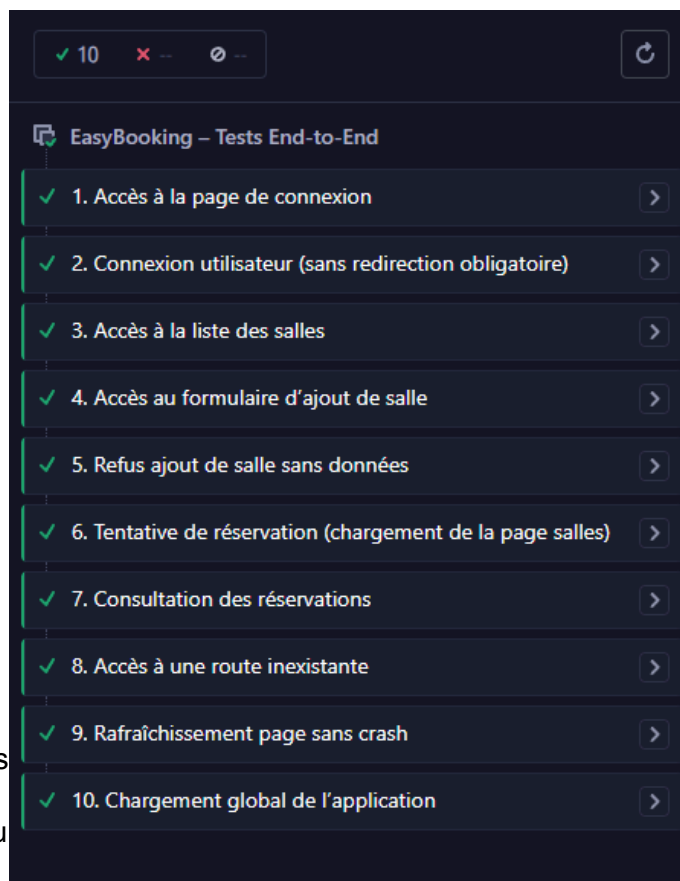 10 -- --
EasyBooking – Tests End-to-End
1. Accès à la page de connexion
2. Connexion utilisateur (sans redirection obligatoire)
3. Accès à la liste des salles
4. Accès au formulaire d’ajout de salle
5. Refus ajout de salle sans données
6. Tentative de réservation (chargement de la page salles)
7. Consultation des réservations
8. Accès à une route inexistante
9. Rafraîchissement page sans crash
s
10. Chargement global de l’application
u